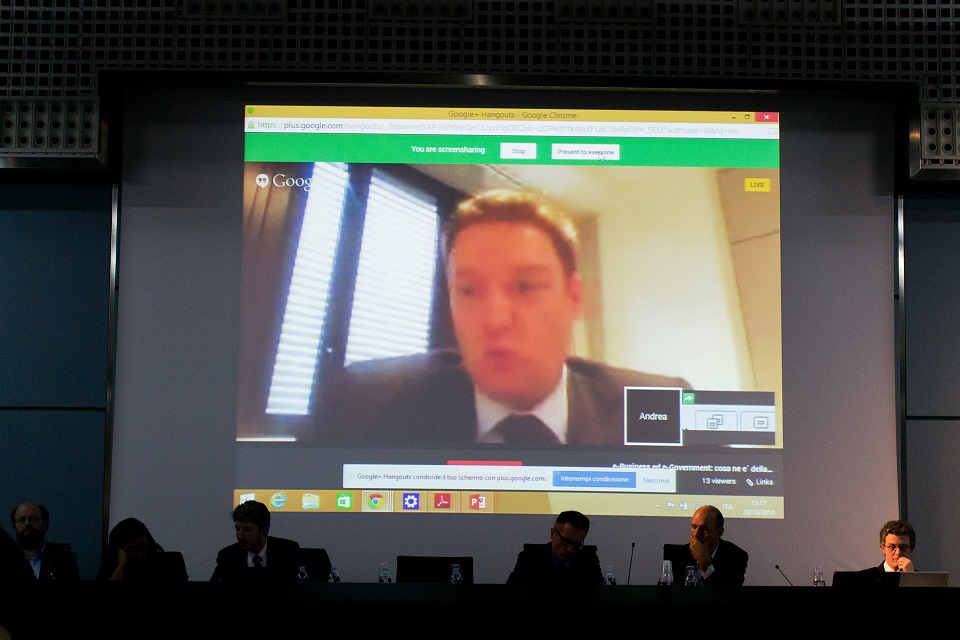 Google+ Hangouts - Google Chrome
https://plus.google.com/hangouts/_/hoaevent/
You are screensharing Stop Present to everyone
Goog
LIVE
Andrea
e-Business ed e-Government: cosa ne e' della...
Google+ Hangouts condivide il tuo schermo con plus.google.com. Interrompi condivisione Nascondi
13 viewers Links
ITA
15:17
28/10/2014